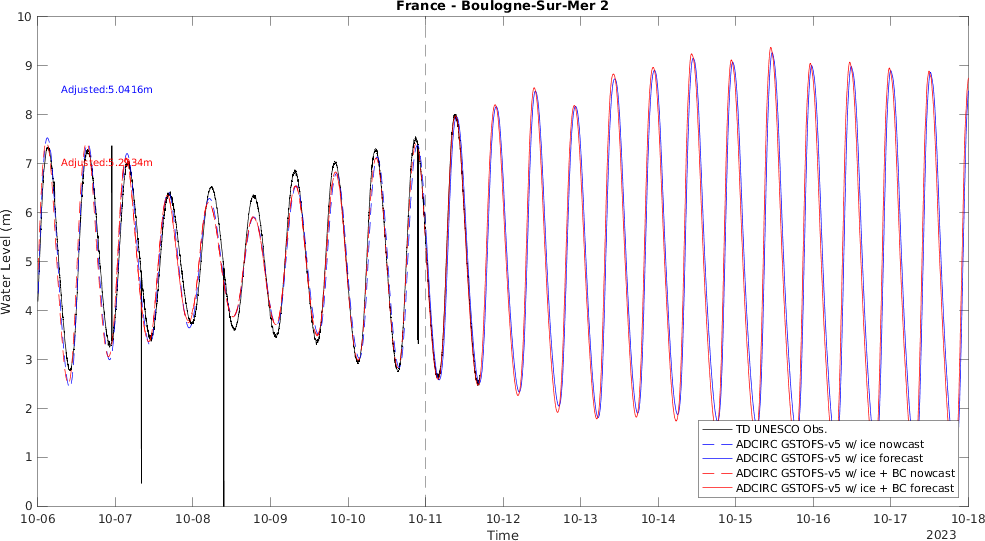 France - Boulogne-Sur-Mer 2
10
9
8
7
6
5
4
3
2
1
0
Water Level (m)
Adjusted:5.0416m
Adjusted:5.2934m
TD UNESCO Obs.
ADCIRC GSTOFS-v5 w/ ice nowcast
ADCIRC GSTOFS-v5 w/ ice forecast
ADCIRC GSTOFS-v5 w/ ice + BC nowcast
ADCIRC GSTOFS-v5 w/ ice + BC forecast
10-06 10-07 10-08 10-09 10-10 10-11 10-12 10-13 10-14 10-15 10-16 10-17 10-18
Time
2023